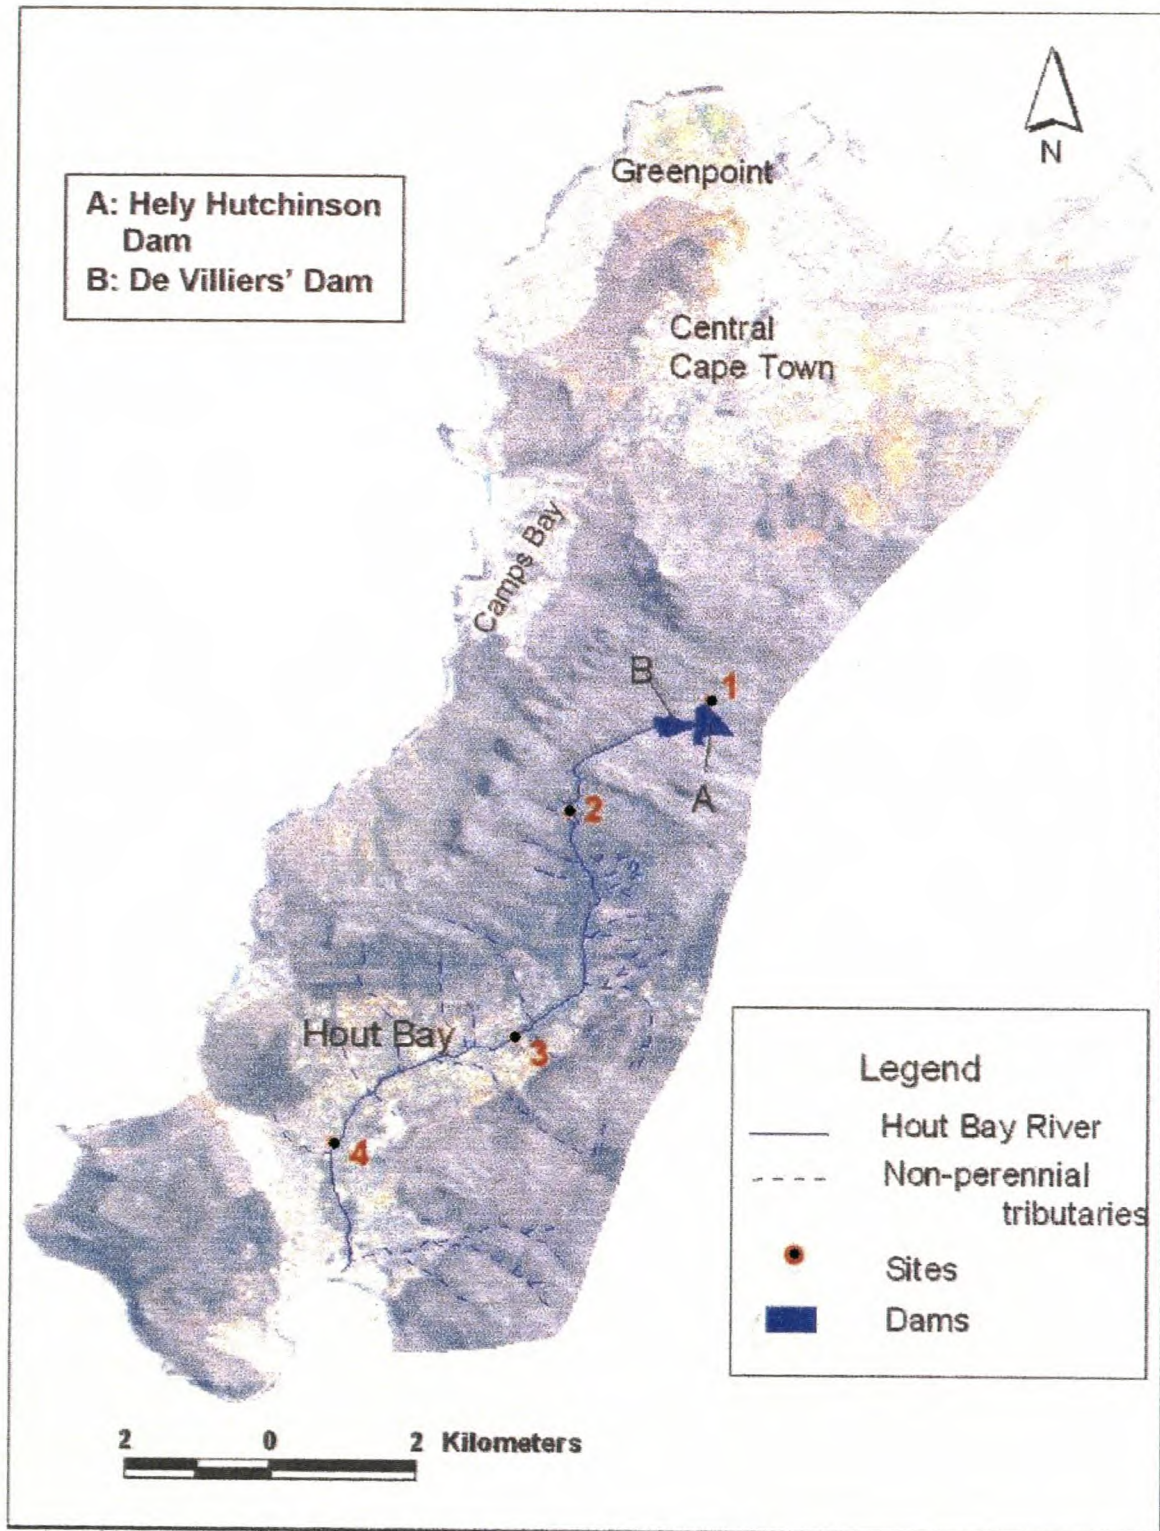 N
Greenpoint
A: Hely Hutchinson
Dam
B: De Villiers' Dam
Central
Cape Town
Camps Bay
B
1
A
2
Hout Bay
3
4
Legend
Hout Bay River
Non-perennial
tributaries
Sites
Dams
2 0 2 Kilometers